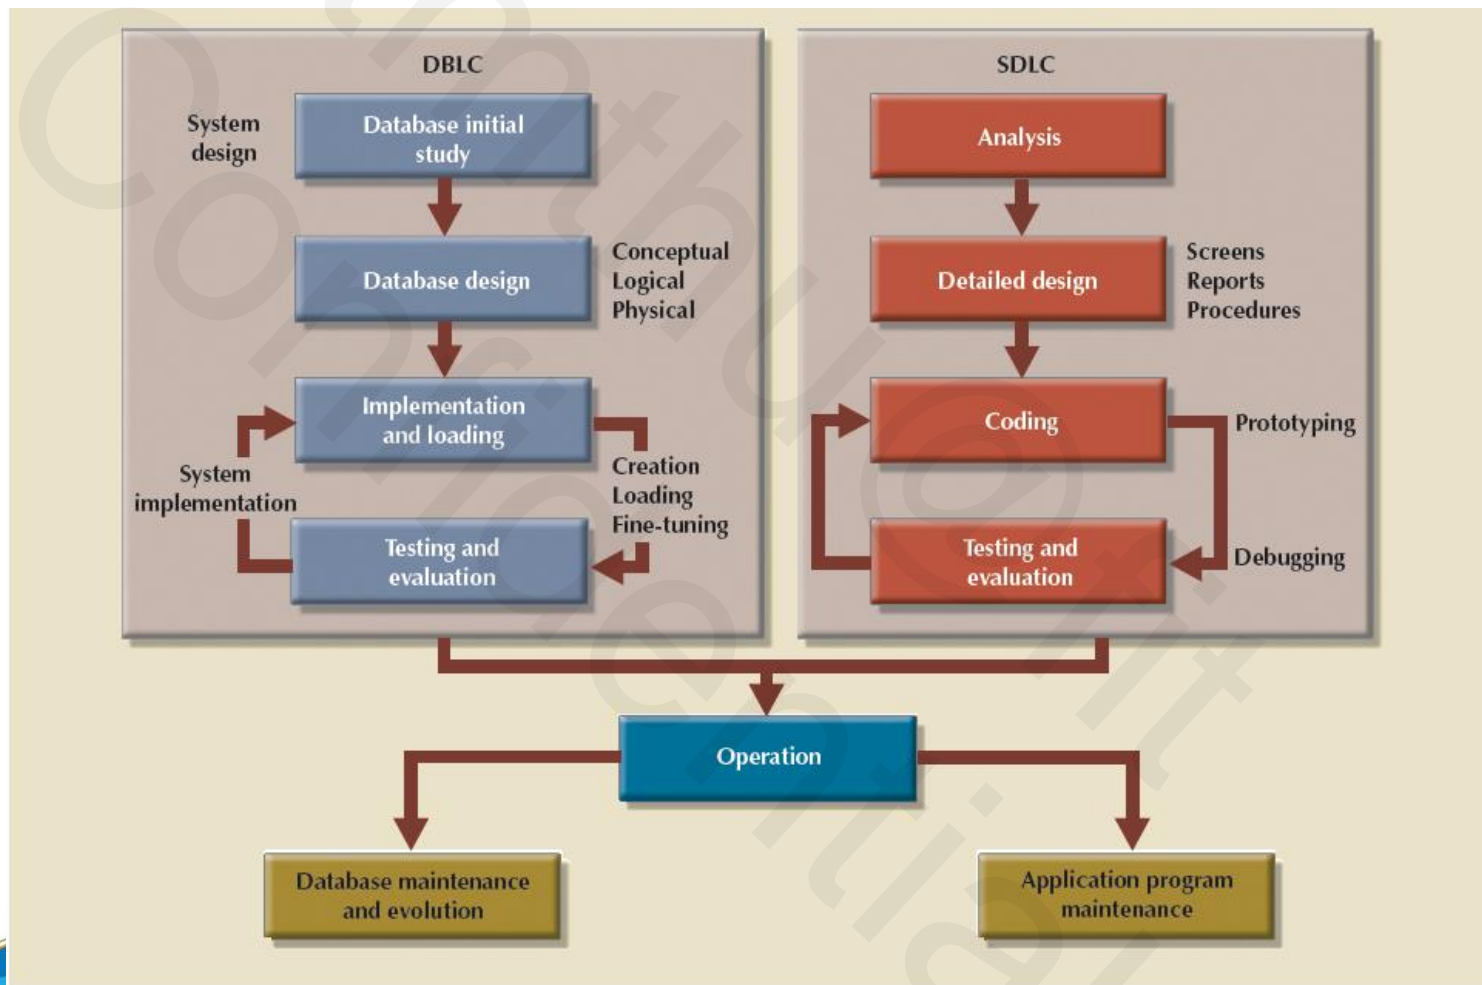 DBLC
System
design
Database initial
study
Database design
Conceptual
Logical
Physical
Implementation
and loading
System
implementation
Creation
Loading
Fine-tuning
Testing and
evaluation
SDLC
Analysis
Detailed design
Screens
Reports
Procedures
Coding
Prototyping
Testing and
evaluation
Debugging
Operation
Database maintenance
and evolution
Application program
maintenance